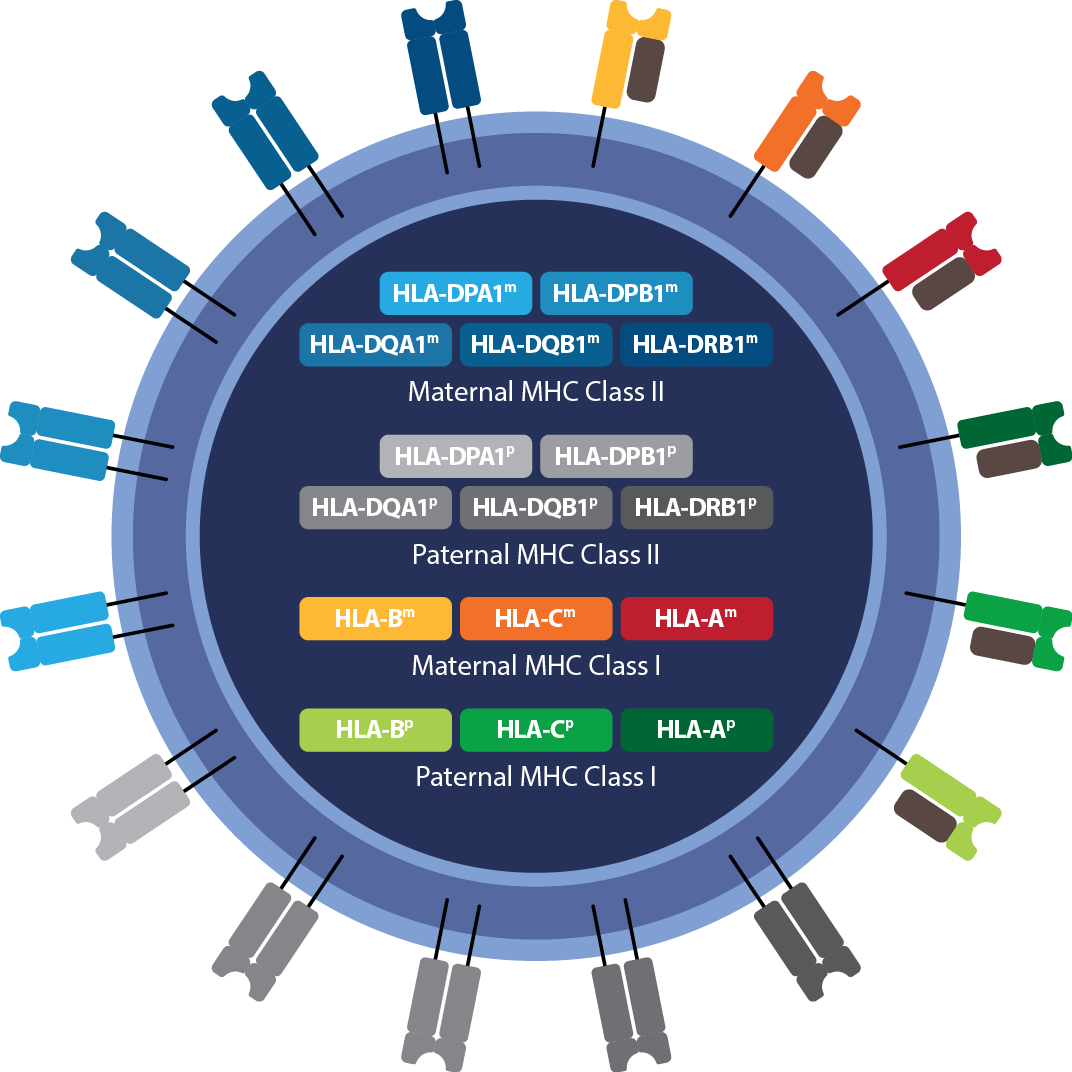 HLA-DPA1ᵐ HLA-DPB1ᵐ
HLA-DQA1ᵐ HLA-DQB1ᵐ HLA-DRB1ᵐ
Maternal MHC Class II
HLA-DPA1ᵖ HLA-DPB1ᵖ
HLA-DQA1ᵖ HLA-DQB1ᵖ HLA-DRB1ᵖ
Paternal MHC Class II
HLA-Bᵐ HLA-Cᵐ HLA-Aᵐ
Maternal MHC Class I
HLA-Bᵖ HLA-Cᵖ HLA-Aᵖ
Paternal MHC Class I